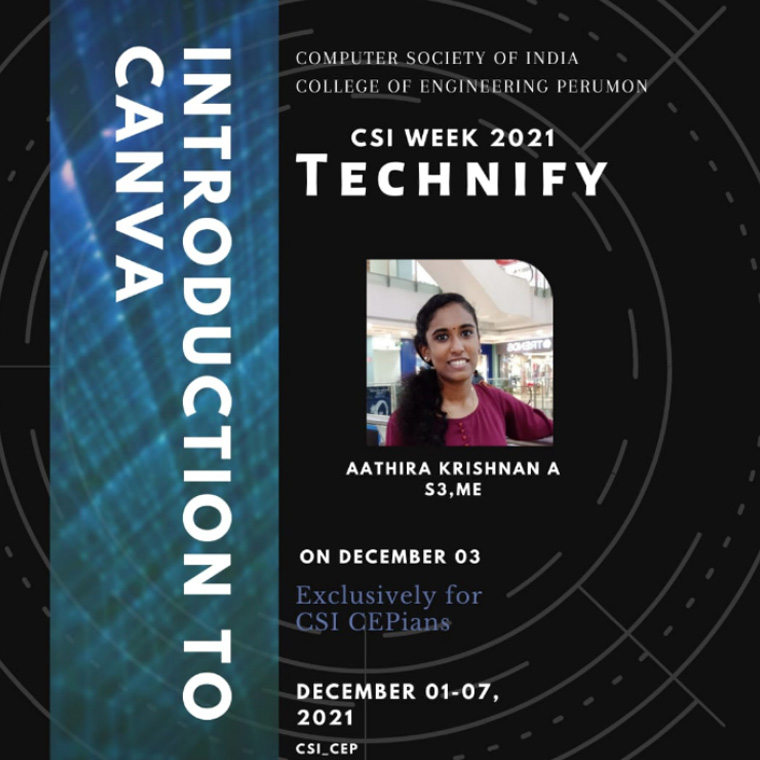 INTRODUCTION TO
CANVA
COMPUTER SOCIETY OF INDIA
COLLEGE OF ENGINEERING PERUMON
CSI WEEK 2021
TECHNIFY
TRENDS
AATHIRA KRISHNAN A
S3,ME
ON DECEMBER 03
Exclusively for
CSI CEPians
DECEMBER 01-07,
2021
CSI_CEP